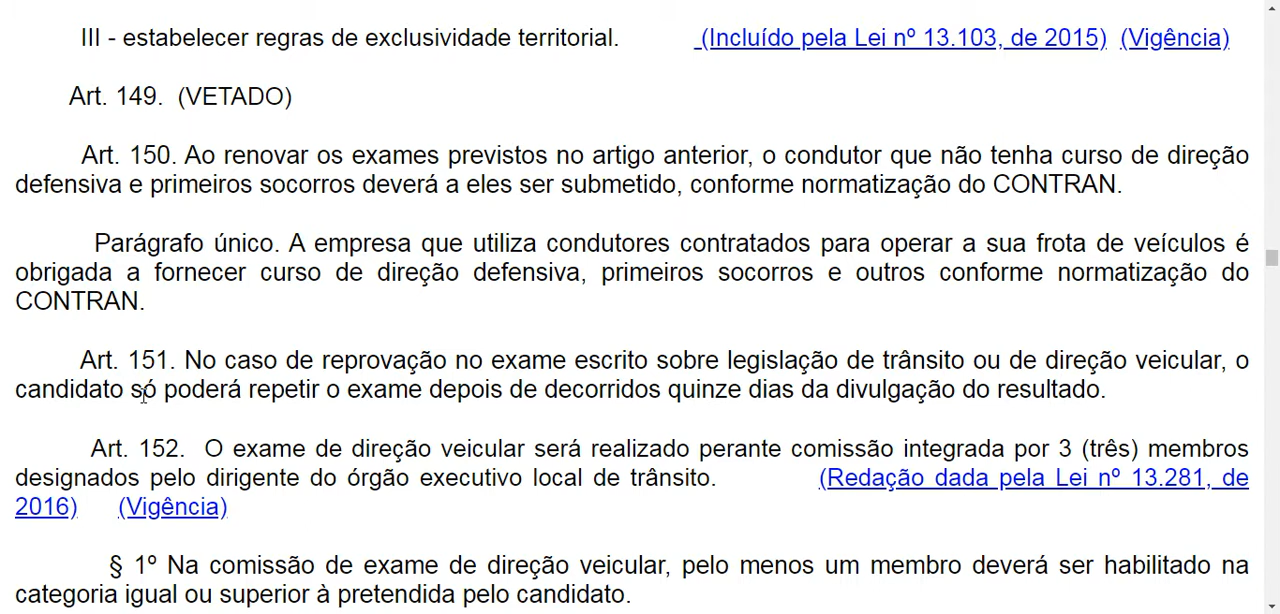 III - estabelecer regras de exclusividade territorial. (Incluído pela Lei nº 13.103, de 2015) (Vigência)
Art. 149. (VETADO)
Art. 150. Ao renovar os exames previstos no artigo anterior, o condutor que não tenha curso de direção
defensiva e primeiros socorros deverá a eles ser submetido, conforme normatização do CONTRAN.
Parágrafo único. A empresa que utiliza condutores contratados para operar a sua frota de veículos é
obrigada a fornecer curso de direção defensiva, primeiros socorros e outros conforme normatização do
CONTRAN.
Art. 151. No caso de reprovação no exame escrito sobre legislação de trânsito ou de direção veicular, o
candidato só poderá repetir o exame depois de decorridos quinze dias da divulgação do resultado.
Art. 152. O exame de direção veicular será realizado perante comissão integrada por 3 (três) membros
designados pelo dirigente do órgão executivo local de trânsito. (Redação dada pela Lei nº 13.281, de
2016) (Vigência)
§ 1º Na comissão de exame de direção veicular, pelo menos um membro deverá ser habilitado na
categoria igual ou superior à pretendida pelo candidato.